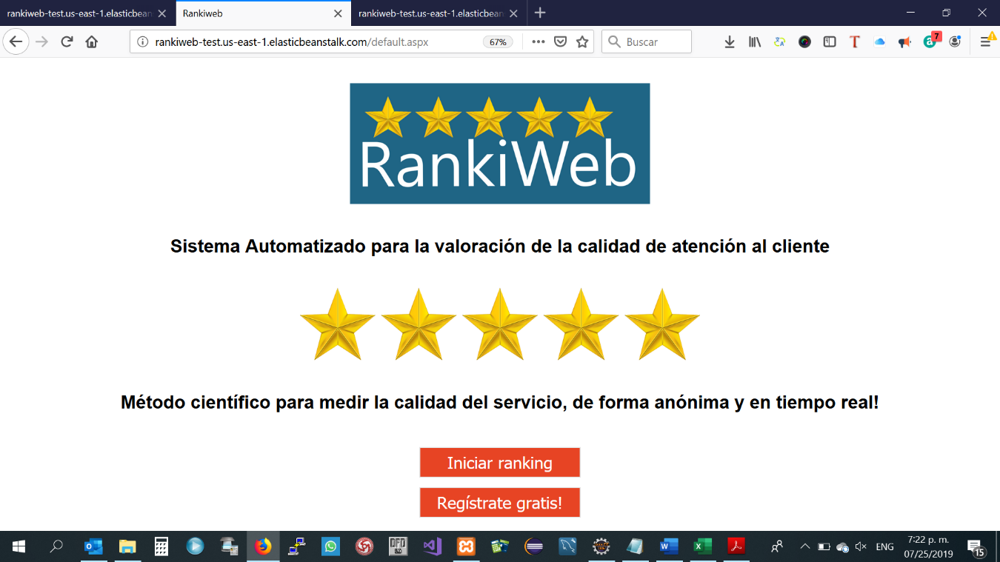 rankiweb-test.us-east-1.elasticbean
Rankiweb
rankiweb-test.us-east-1.elasticbean
rankiweb-test.us-east-1.elasticbeanstalk.com/default.aspx
67%
Buscar
7
RankiWeb
Sistema Automatizado para la valoración de la calidad de atención al cliente
Método científico para medir la calidad del servicio, de forma anónima y en tiempo real!
Iniciar ranking
Regístrate gratis!
ENG
7:22 p. m.
07/25/2019
15